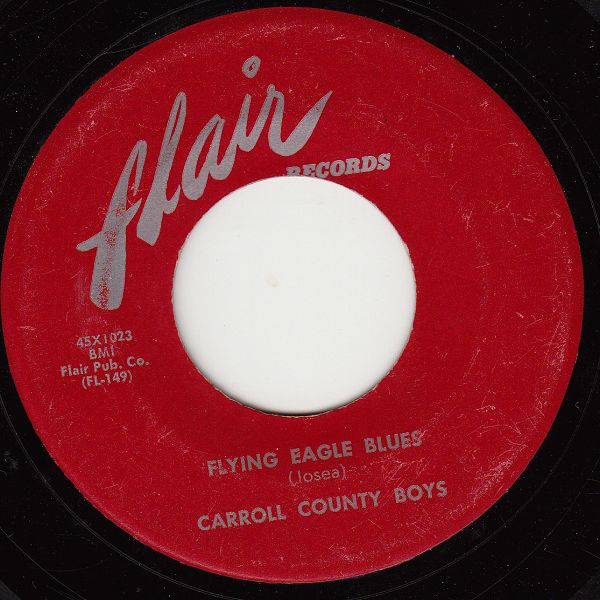 flair
RECORDS
45X1023
BMI
Flair Pub. Co.
(FL-149)
FLYING EAGLE BLUES
(Josea)
CARROLL COUNTY BOYS